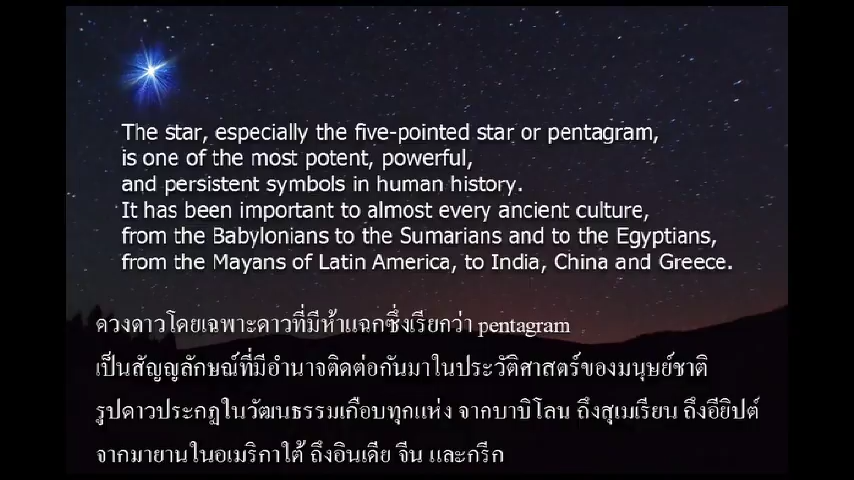 The star, especially the five-pointed star or pentagram,
is one of the most potent, powerful,
and persistent symbols in human history.
It has been important to almost every ancient culture,
from the Babylonians to the Sumarians and to the Egyptians,
from the Mayans of Latin America, to India, China and Greece.
ดวงดาวโดยเฉพาะดาวที่มีห้าแฉกซึ่งเรียกว่า pentagram
เป็นสัญญลักษณ์ที่มีอำนาจติดต่อกันมาในประวัติศาสตร์ของมนุษย์ชาติ
รูปดาวประกฏในวัฒนธรรมเกือบทุกแห่ง จากบาบิโลน ถึงสุเมเรียน ถึงอียิปต์
จากมายานในอเมริกาใต้ ถึงอินเดีย จีน และกรีก